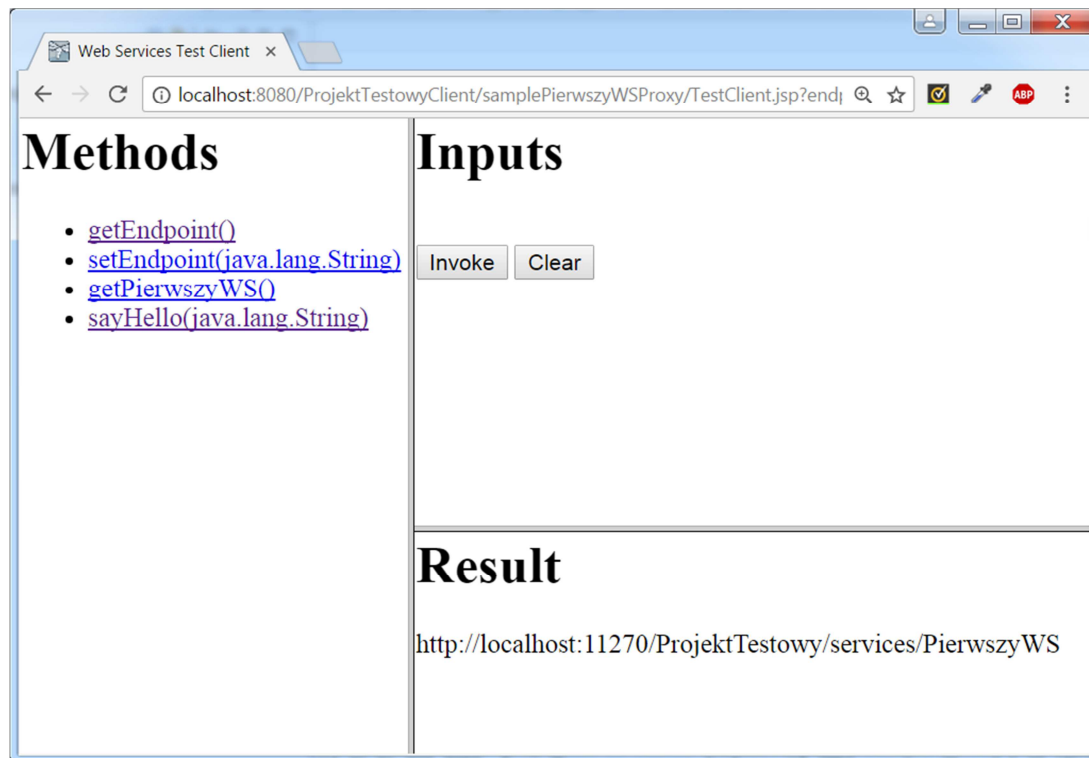 Web Services Test Client
localhost:8080/ProjektTestowyClient/samplePierwszyWSProxy/TestClient.jsp?endp
ABP
Methods
getEndpoint()
setEndpoint(java.lang.String)
getPierwszyWS()
sayHello(java.lang.String)
Inputs
Invoke Clear
Result
http://localhost:11270/ProjektTestowy/services/PierwszyWS